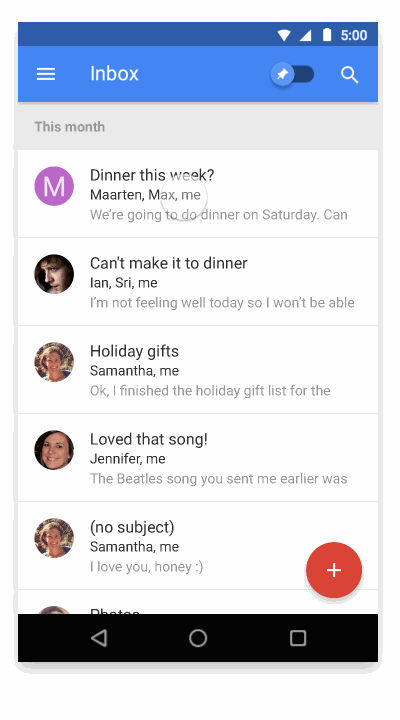 5:00
Inbox
This month
M
Dinner this week?
Maarten, Max, me
We're going to do dinner on Saturday. Can
Can't make it to dinner
Ian, Sri, me
I'm not feeling well today so I won't be able
Holiday gifts
Samantha, me
Ok, I finished the holiday gift list for the
Loved that song!
Jennifer, me
The Beatles song you sent me earlier was
(no subject)
Samantha, me
I love you, honey :)
Photos